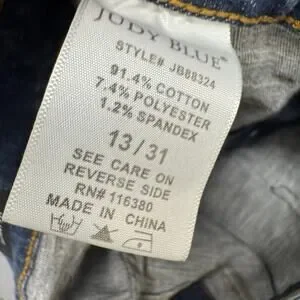 JUDY BLUE®
STYLE# JB88324
91.4% COTTON
7.4% POLYESTER
1.2% SPANDEX
13/31
SEE CARE ON
REVERSE SIDE
RN# 116380
MADE IN CHINA